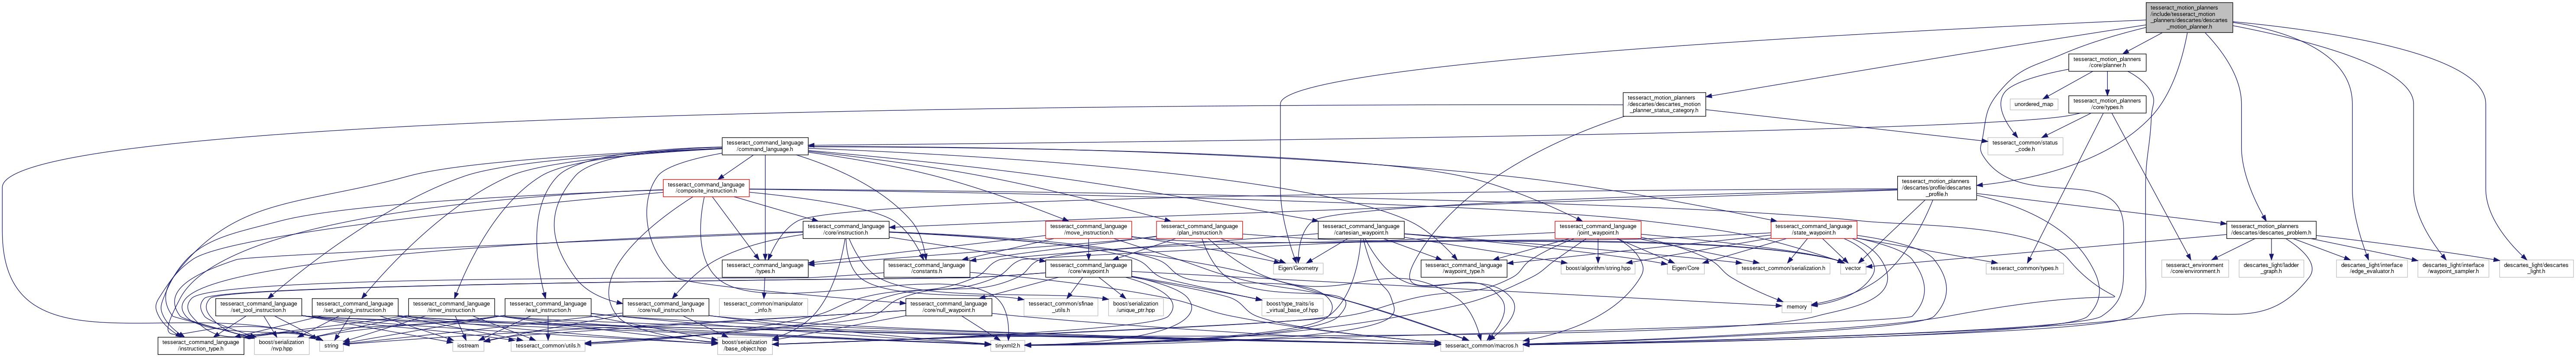 tesseract_motion_planners
/include/tesseract_motion
_planners/descartes/descartes
_motion_planner.h
tesseract_motion_planners
/core/planner.h
tesseract_motion_planners
/descartes/descartes_motion
_planner_status_category.h
unordered_map
tesseract_motion_planners
/core/types.h
tesseract_command_language
/command_language.h
tesseract_common/status
_code.h
tesseract_command_language
/composite_instruction.h
tesseract_motion_planners
/descartes/profile/descartes
_profile.h
tesseract_command_language
/core/instruction.h
tesseract_command_language
/move_instruction.h
tesseract_command_language
/plan_instruction.h
tesseract_command_language
/cartesian_waypoint.h
tesseract_command_language
/joint_waypoint.h
tesseract_command_language
/state_waypoint.h
tesseract_motion_planners
/descartes/descartes_problem.h
tesseract_command_language
/types.h
tesseract_command_language
/constants.h
tesseract_command_language
/core/waypoint.h
Eigen/Geometry
tesseract_command_language
/waypoint_type.h
boost/algorithm/string.hpp
Eigen/Core
tesseract_common/serialization.h
vector
tesseract_common/types.h
tesseract_environment
/core/environment.h
descartes_light/ladder
_graph.h
descartes_light/interface
/edge_evaluator.h
descartes_light/interface
/waypoint_sampler.h
descartes_light/descartes
_light.h
tesseract_command_language
/set_tool_instruction.h
tesseract_command_language
/set_analog_instruction.h
tesseract_command_language
/timer_instruction.h
tesseract_command_language
/wait_instruction.h
tesseract_command_language
/core/null_instruction.h
tesseract_common/manipulator
_info.h
tesseract_command_language
/core/null_waypoint.h
tesseract_common/sfinae
_utils.h
boost/serialization
/unique_ptr.hpp
boost/type_traits/is
_virtual_base_of.hpp
memory
tesseract_command_language
/instruction_type.h
boost/serialization
/nvp.hpp
string
iostream
tesseract_common/utils.h
boost/serialization
/base_object.hpp
tinyxml2.h
tesseract_common/macros.h